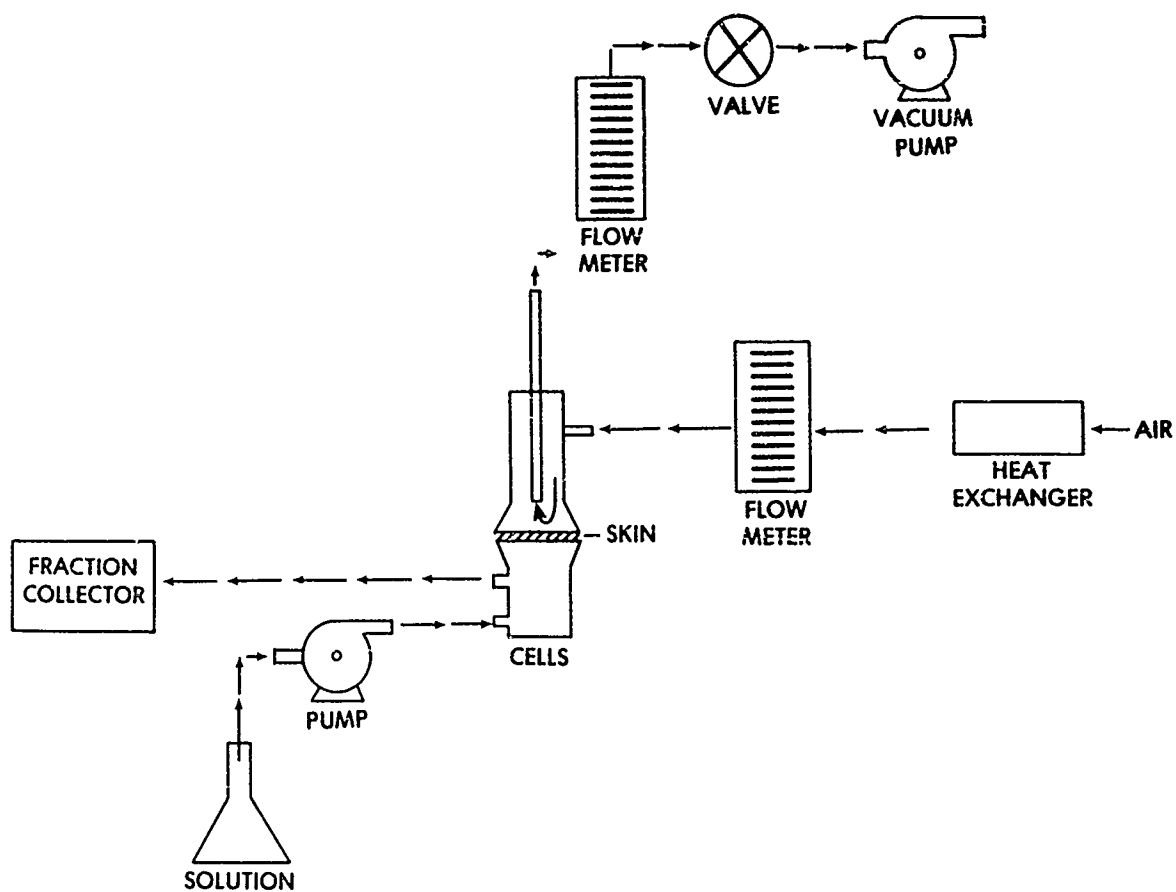 VALVE
VACUUM
PUMP
FLOW
METER
AIR
HEAT
EXCHANGER
FLOW
METER
SKIN
FRACTION
COLLECTOR
CELLS
PUMP
SOLUTION